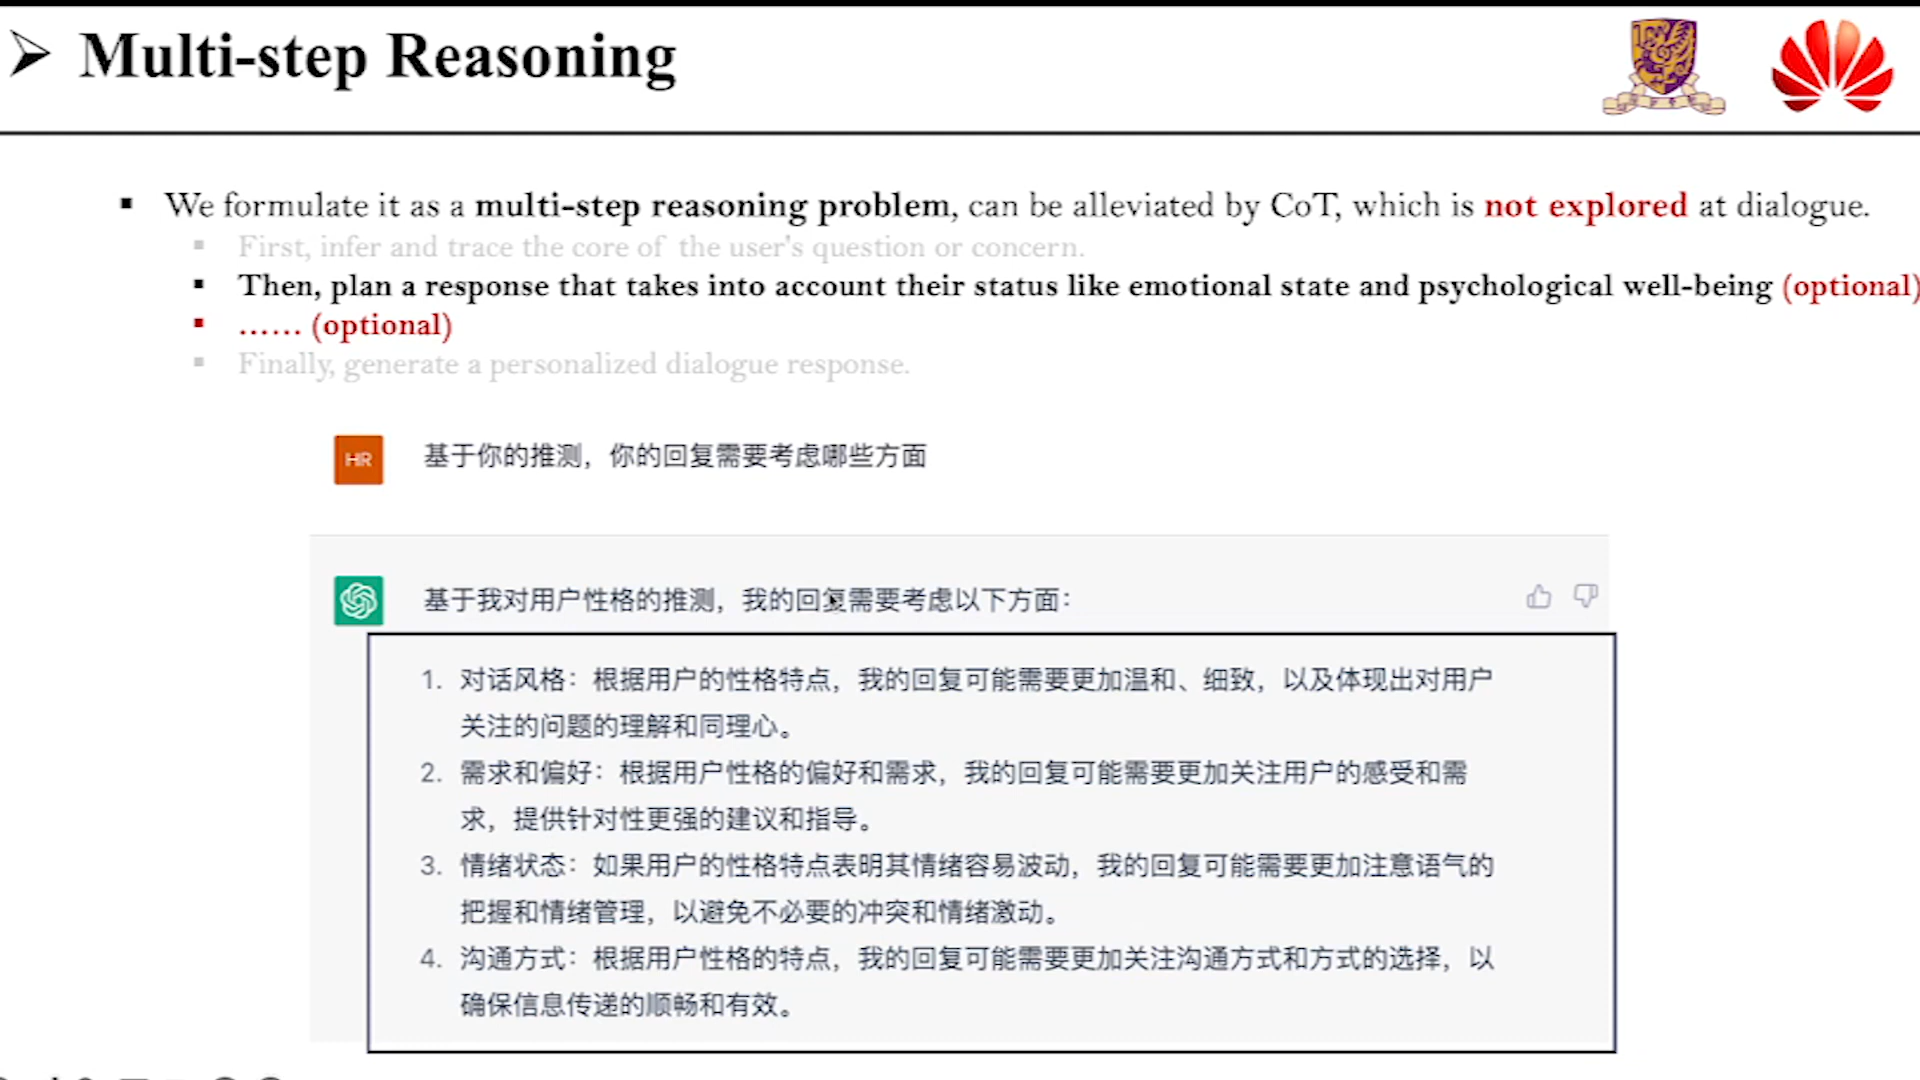 Multi-step Reasoning
We formulate it as a multi-step reasoning problem, can be alleviated by CoT, which is not explored at dialogue.
First, infer and trace the core of the user's question or concern.
Then, plan a response that takes into account their status like emotional state and psychological well-being (optional)
…… (optional)
Finally, generate a personalized dialogue response.
HR
基于你的推测，你的回复需要考虑哪些方面
基于我对用户性格的推测，我的回复需要考虑以下方面：
1. 对话风格：根据用户的性格特点，我的回复可能需要更加温和、细致，以及体现出对用户
关注的问题的理解和同理心。
2. 需求和偏好：根据用户性格的偏好和需求，我的回复可能需要更加关注用户的感受和需
求，提供针对性更强的建议和指导。
3. 情绪状态：如果用户的性格特点表明其情绪容易波动，我的回复可能需要更加注意语气的
把握和情绪管理，以避免不必要的冲突和情绪激动。
4. 沟通方式：根据用户性格的特点，我的回复可能需要更加关注沟通方式和方式的选择，以
确保信息传递的顺畅和有效。